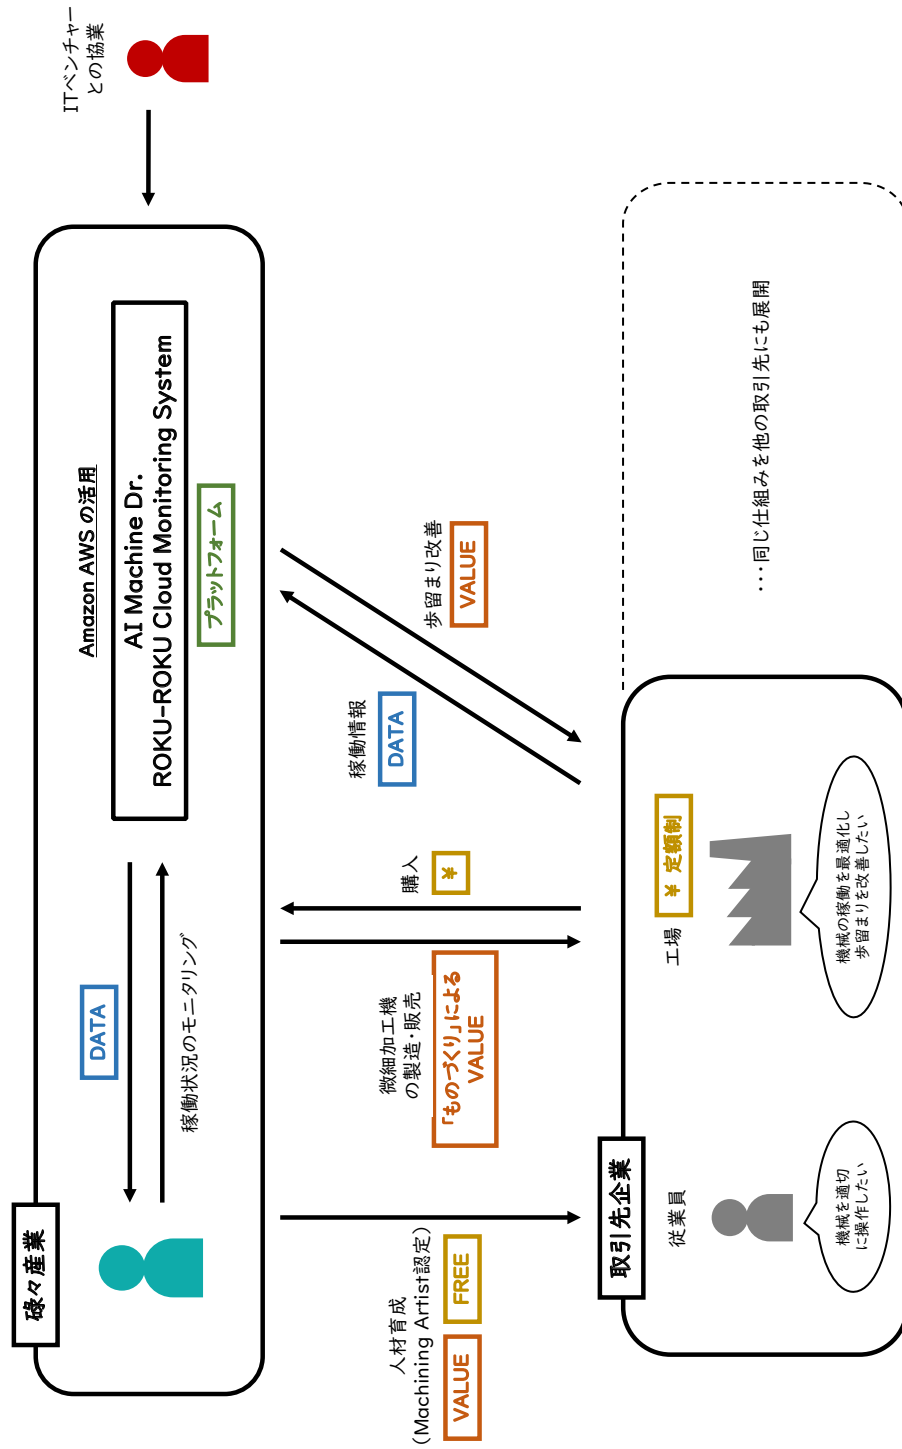 碌々産業
Amazon AWS の活用
AI Machine Dr.
ROKU-ROKU Cloud Monitoring System
プラットフォーム
DATA
稼働状況のモニタリング
ITベンチャー
との協業
人材育成
（Machining Artist認定）
VALUE
FREE
微細加工機
の製造・販売
「ものづくり」による
VALUE
購入
¥
稼働情報
DATA
歩留まり改善
VALUE
取引先企業
従業員
機械を適切
に操作したい
工場
¥ 定額制
機械の稼働を最適化し
歩留まりを改善したい
・・・同じ仕組みを他の取引先にも展開